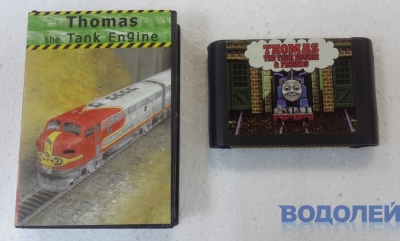 Thomas
the Tank Engine
THOMAS
THE TANK ENGINE
& FRIENDS
ВОДОЛЕЙ